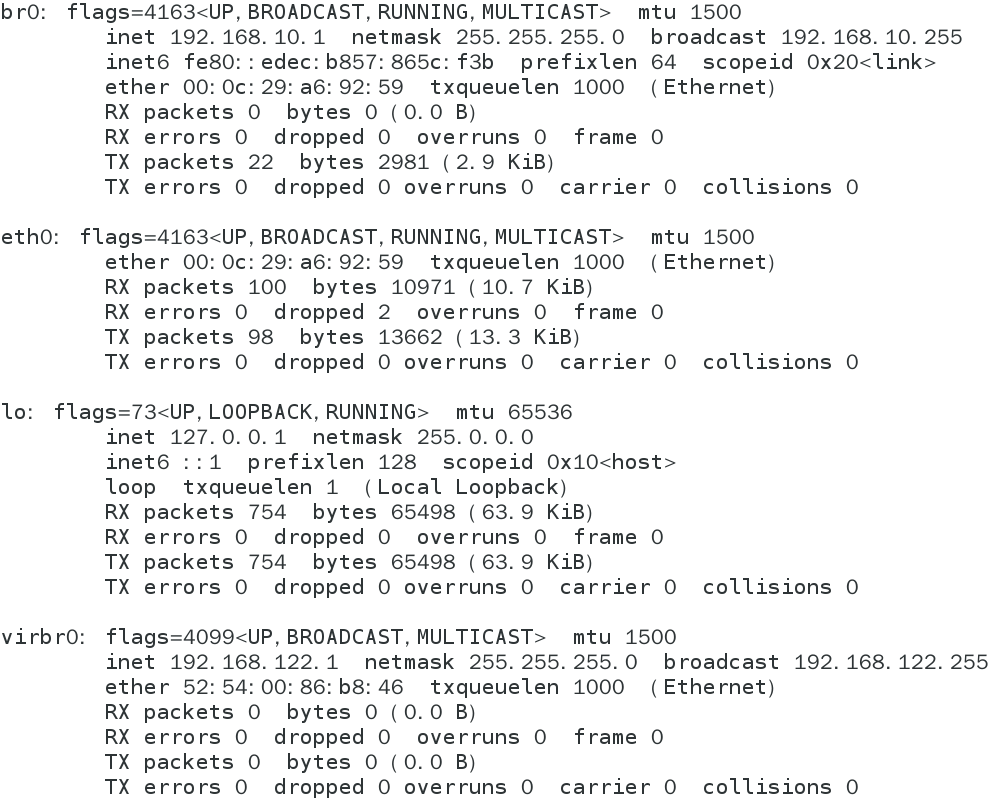 br0: flags=4163<UP,BROADCAST,RUNNING,MULTICAST> mtu 1500
inet 192.168.10.1 netmask 255.255.255.0 broadcast 192.168.10.255
inet6 fe80::edec:b857:865c:f3b prefixlen 64 scopeid 0x20<link>
ether 00:0c:29:a6:92:59 txqueuelen 1000 (Ethernet)
RX packets 0 bytes 0 (0.0 B)
RX errors 0 dropped 0 overruns 0 frame 0
TX packets 22 bytes 2981 (2.9 KiB)
TX errors 0 dropped 0 overruns 0 carrier 0 collisions 0
eth0: flags=4163<UP,BROADCAST,RUNNING,MULTICAST> mtu 1500
ether 00:0c:29:a6:92:59 txqueuelen 1000 (Ethernet)
RX packets 100 bytes 10971 (10.7 KiB)
RX errors 0 dropped 2 overruns 0 frame 0
TX packets 98 bytes 13662 (13.3 KiB)
TX errors 0 dropped 0 overruns 0 carrier 0 collisions 0
lo: flags=73<UP,LOOPBACK,RUNNING> mtu 65536
inet 127.0.0.1 netmask 255.0.0.0
inet6 ::1 prefixlen 128 scopeid 0x10<host>
loop txqueuelen 1 (Local Loopback)
RX packets 754 bytes 65498 (63.9 KiB)
RX errors 0 dropped 0 overruns 0 frame 0
TX packets 754 bytes 65498 (63.9 KiB)
TX errors 0 dropped 0 overruns 0 carrier 0 collisions 0
virbr0: flags=4099<UP,BROADCAST,MULTICAST> mtu 1500
inet 192.168.122.1 netmask 255.255.255.0 broadcast 192.168.122.255
ether 52:54:00:86:b8:46 txqueuelen 1000 (Ethernet)
RX packets 0 bytes 0 (0.0 B)
RX errors 0 dropped 0 overruns 0 frame 0
TX packets 0 bytes 0 (0.0 B)
TX errors 0 dropped 0 overruns 0 carrier 0 collisions 0